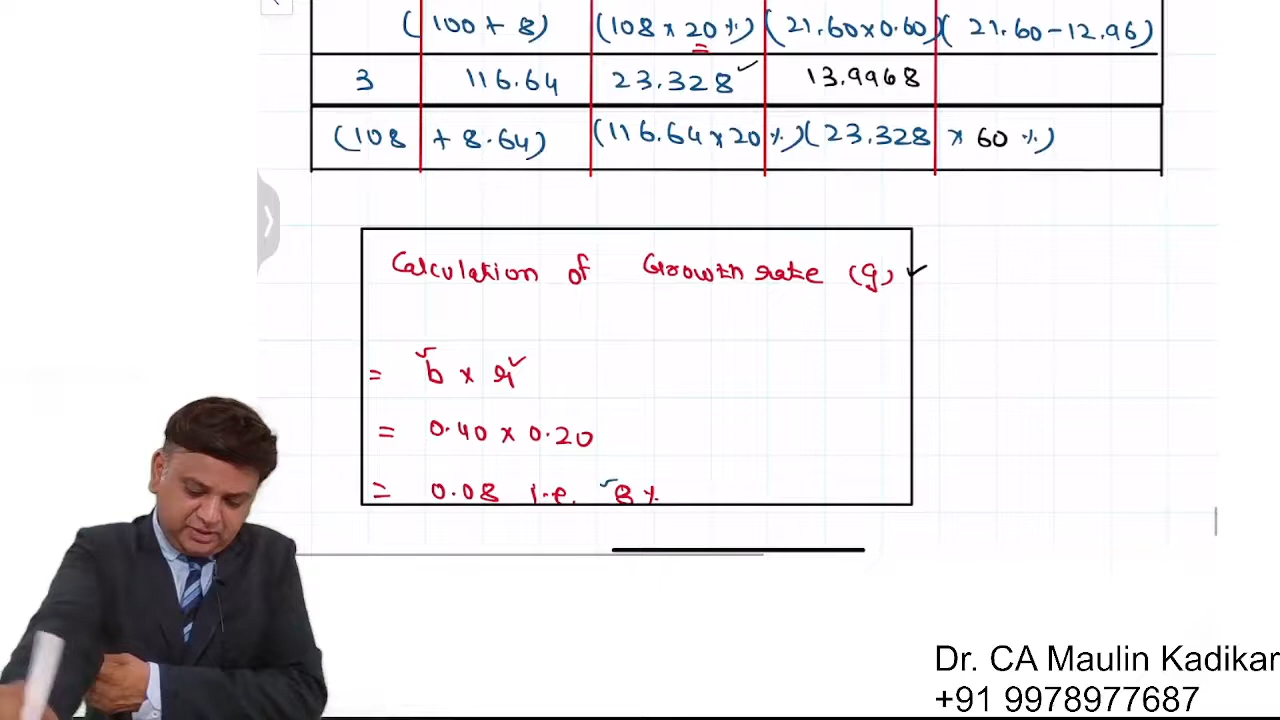 (100 + 8) (108 x 20 %) (21.60x0.60) (21.60-12.96)
3 116.64 23.328 13.9968
(108 + 8.64) (116.64 x 20 %) (23.328 x 60 %)
Calculation of Growth rate (g)
= b x r
= 0.40 x 0.20
= 0.08 i.e. 8 %
Dr. CA Maulin Kadikar
+91 9978977687